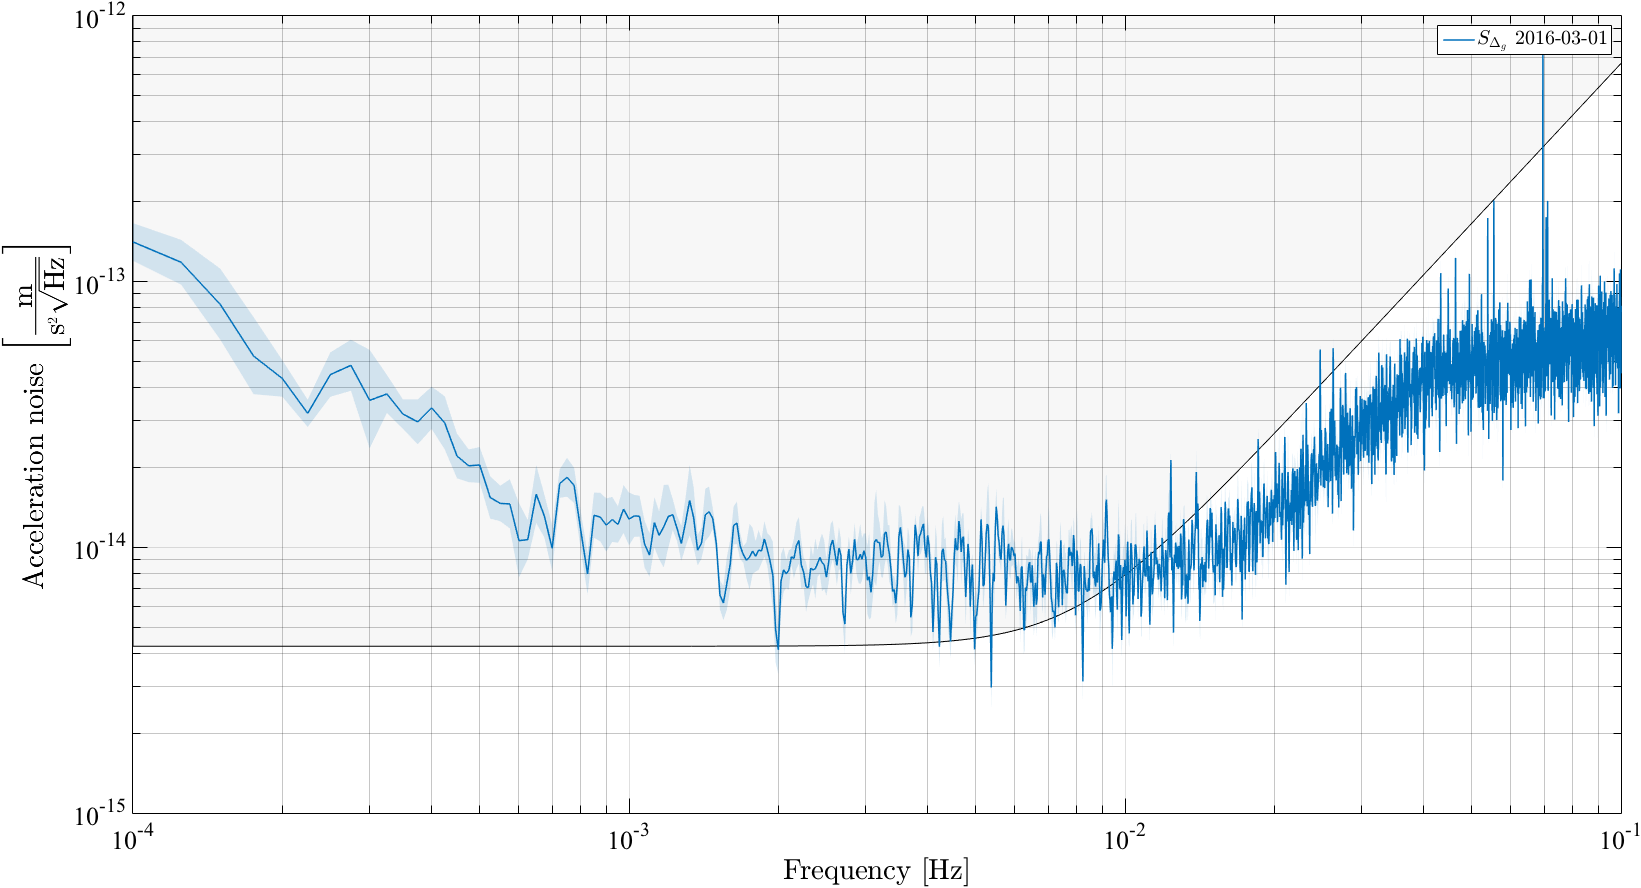 10^-12
S_Δg 2016-03-01
10^-13
Acceleration noise [m/(s²√Hz)]
10^-14
10^-15
10^-4 10^-3 10^-2 10^-1
Frequency [Hz]